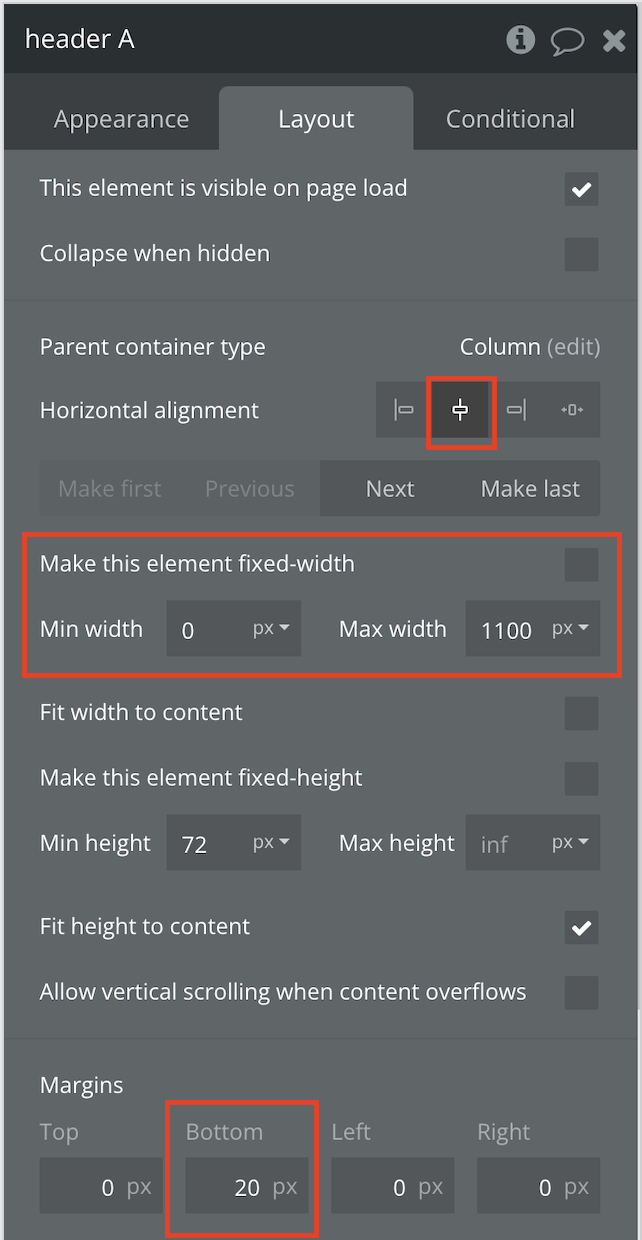 header A
Appearance Layout Conditional
This element is visible on page load
Collapse when hidden
Parent container type Column (edit)
Horizontal alignment
Make first Previous Next Make last
Make this element fixed-width
Min width 0 px Max width 1100 px
Fit width to content
Make this element fixed-height
Min height 72 px Max height inf px
Fit height to content
Allow vertical scrolling when content overflows
Margins
Top Bottom Left Right
0 px 20 px 0 px 0 px